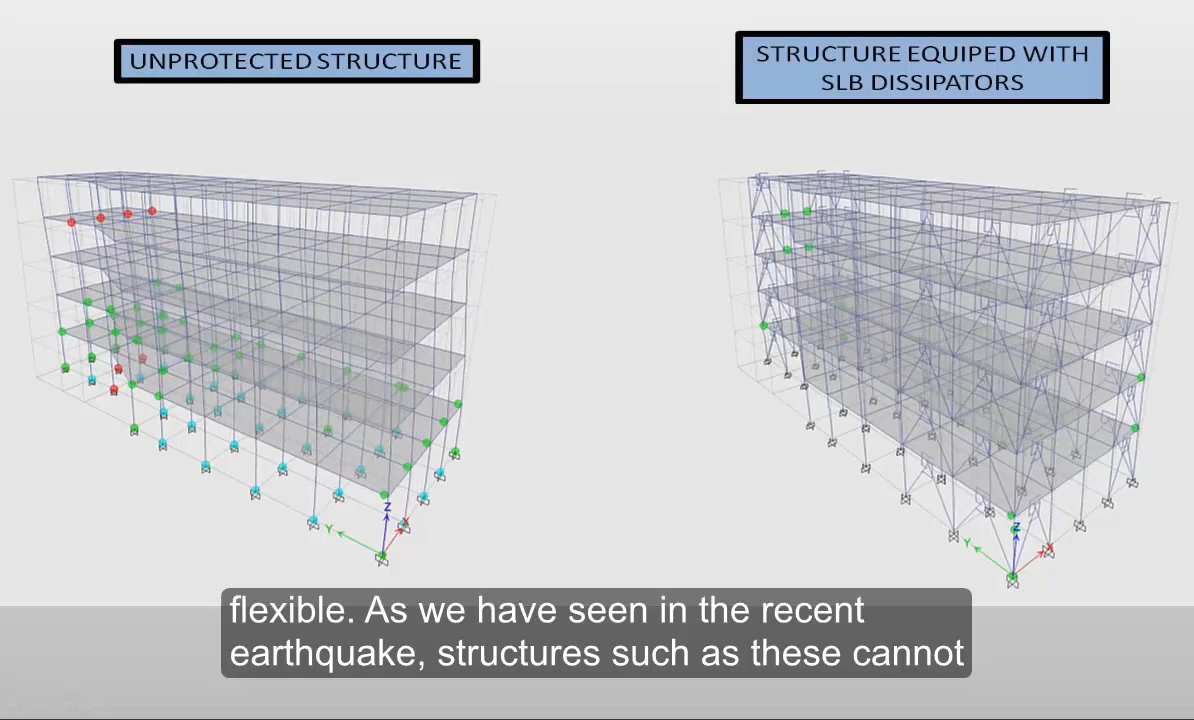 UNPROTECTED STRUCTURE
STRUCTURE EQUIPED WITH
SLB DISSIPATORS
Z
Y
X
Z
Y
X
flexible. As we have seen in the recent
earthquake, structures such as these cannot